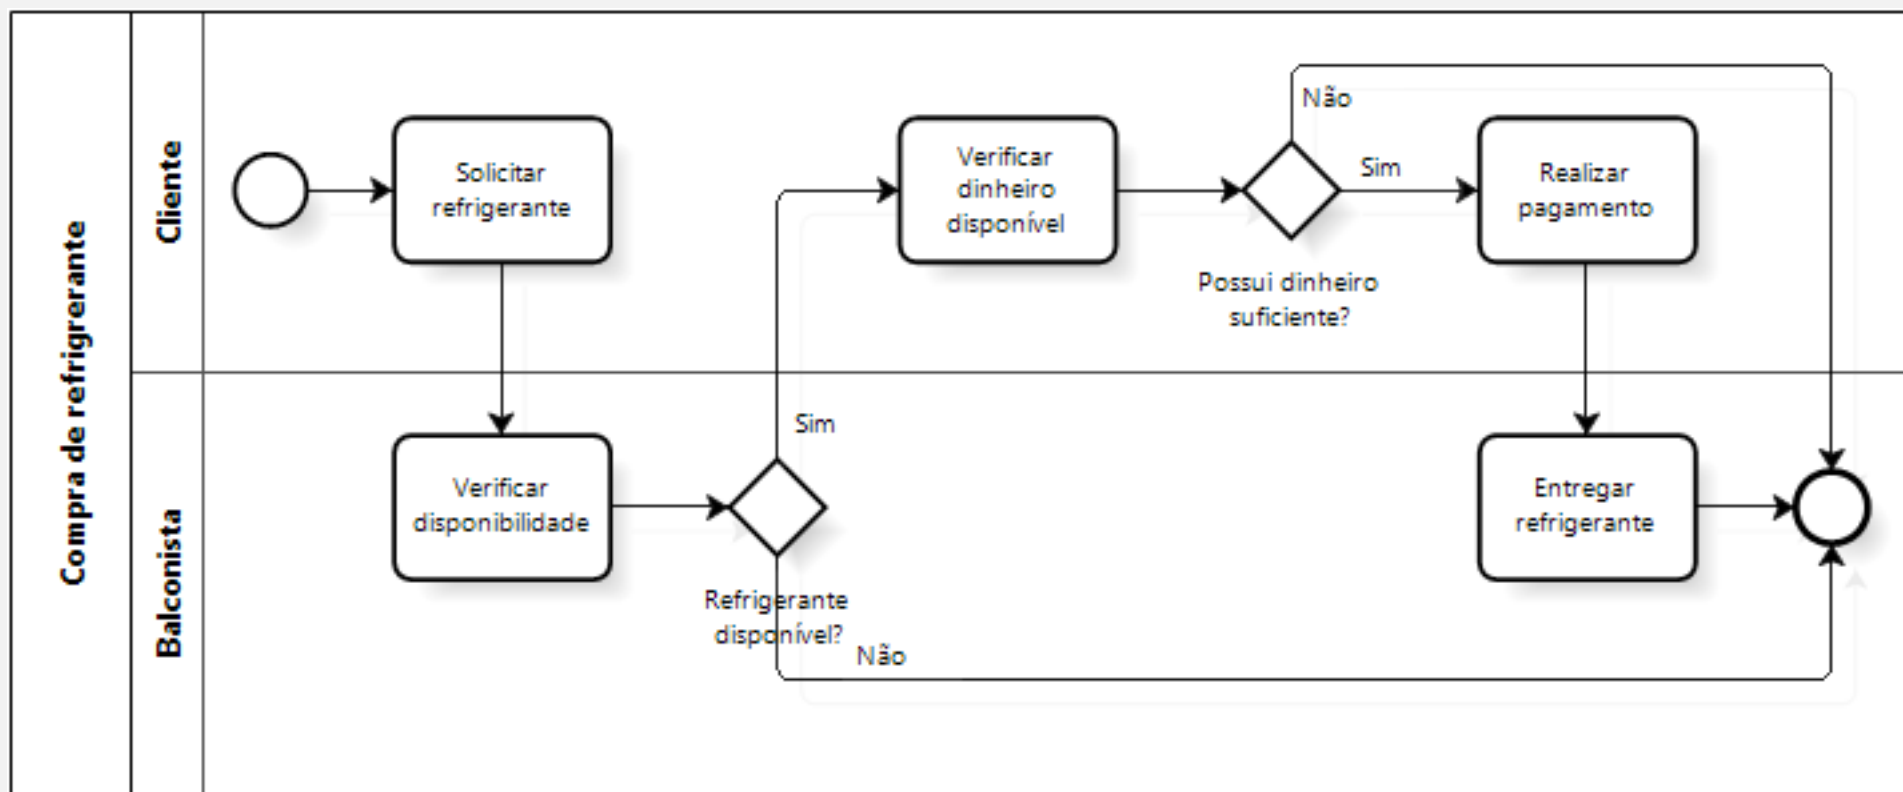 Compra de refrigrerante
Cliente
Solicitar
refrigerante
Verificar
dinheiro
disponível
Não
Sim
Possui dinheiro
suficiente?
Realizar
pagamento
Balconista
Verificar
disponibilidade
Sim
Refrigerante
disponível?
Não
Entregar
refrigerante